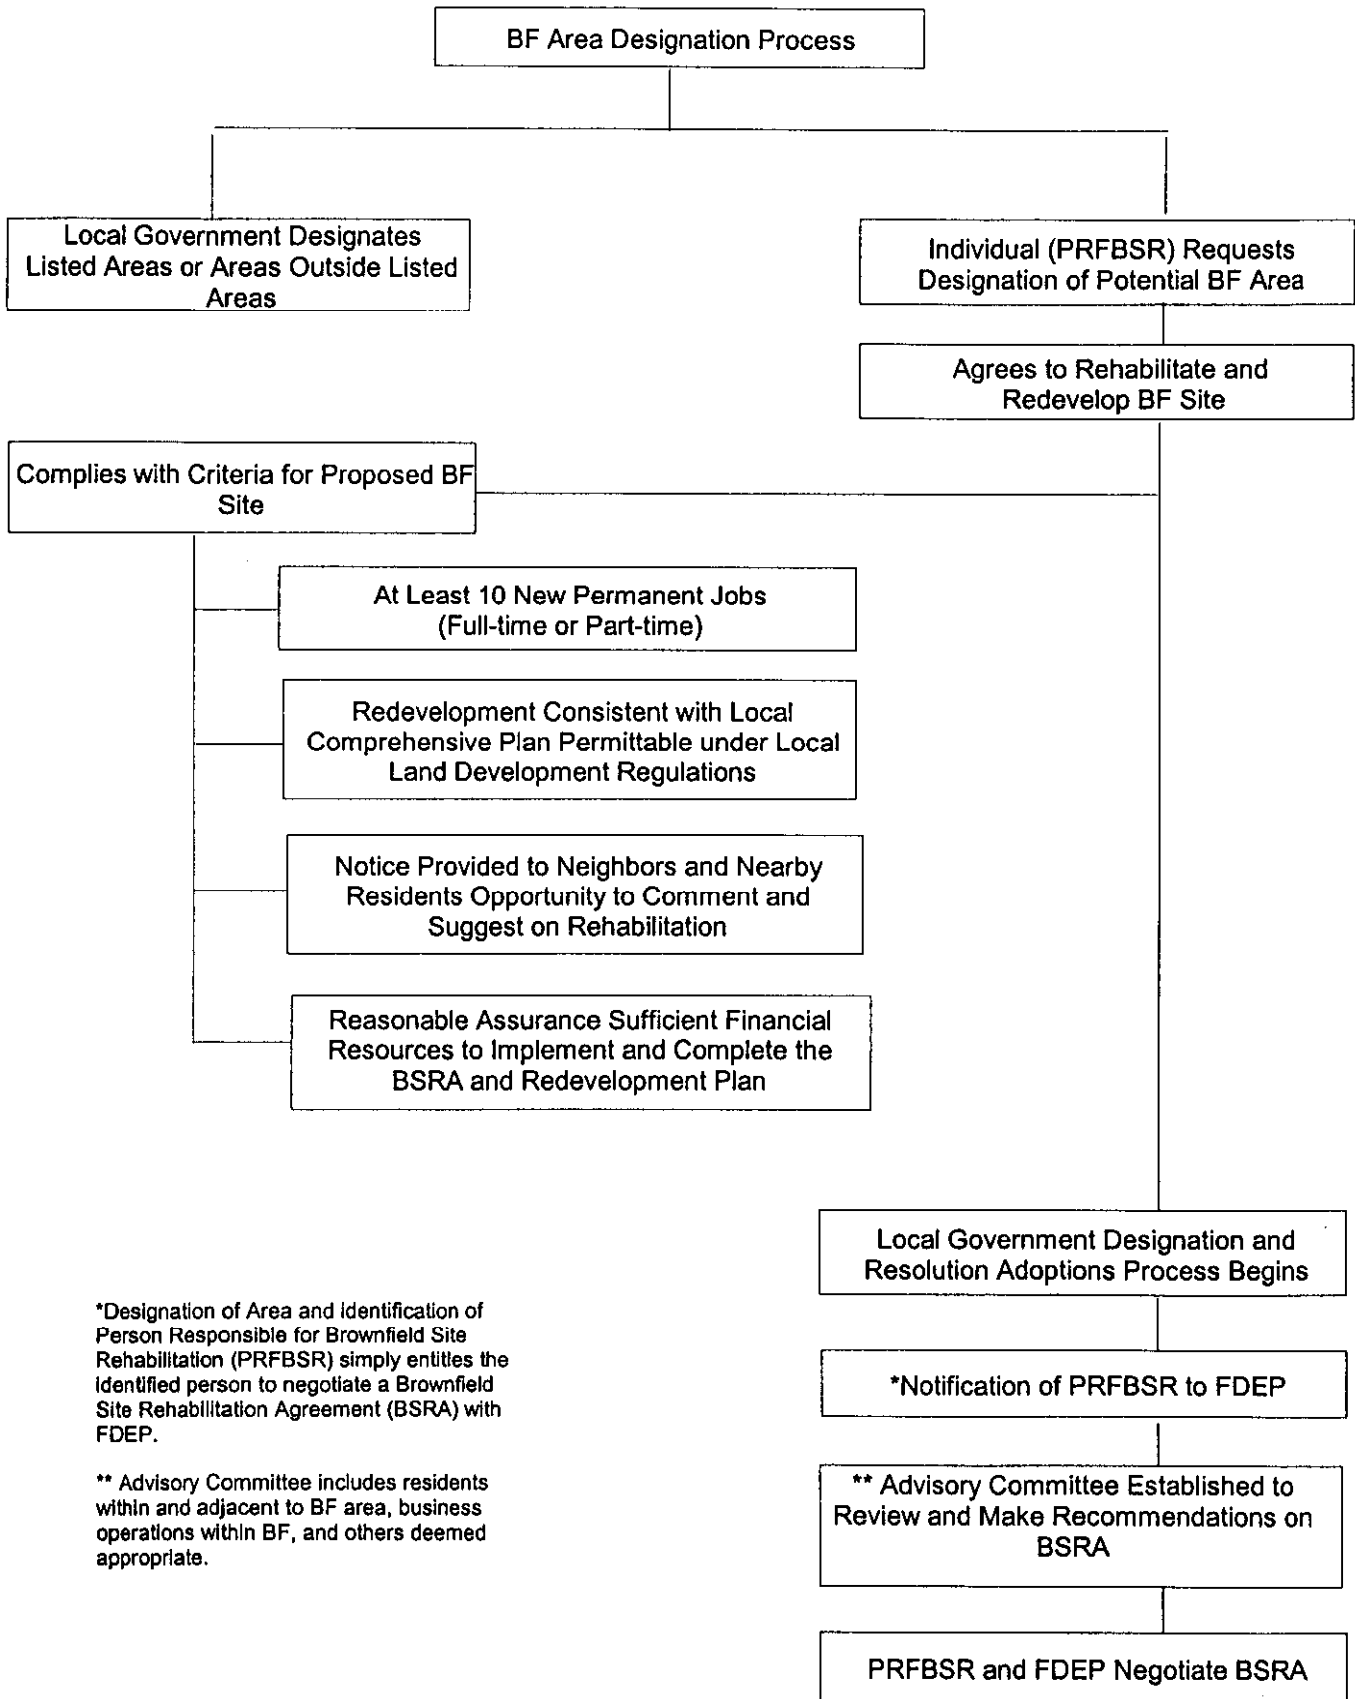 BF Area Designation Process
Local Government Designates
Listed Areas or Areas Outside Listed
Areas
Individual (PRFBSR) Requests
Designation of Potential BF Area
Agrees to Rehabilitate and
Redevelop BF Site
Complies with Criteria for Proposed BF
Site
At Least 10 New Permanent Jobs
(Full-time or Part-time)
Redevelopment Consistent with Local
Comprehensive Plan Permittable under Local
Land Development Regulations
Notice Provided to Neighbors and Nearby
Residents Opportunity to Comment and
Suggest on Rehabilitation
Reasonable Assurance Sufficient Financial
Resources to Implement and Complete the
BSRA and Redevelopment Plan
Local Government Designation and
Resolution Adoptions Process Begins
*Notification of PRFBSR to FDEP
** Advisory Committee Established to
Review and Make Recommendations on
BSRA
PRFBSR and FDEP Negotiate BSRA
*Designation of Area and identification of
Person Responsible for Brownfield Site
Rehabilitation (PRFBSR) simply entitles the
identified person to negotiate a Brownfield
Site Rehabilitation Agreement (BSRA) with
FDEP.
** Advisory Committee includes residents
within and adjacent to BF area, business
operations within BF, and others deemed
appropriate.